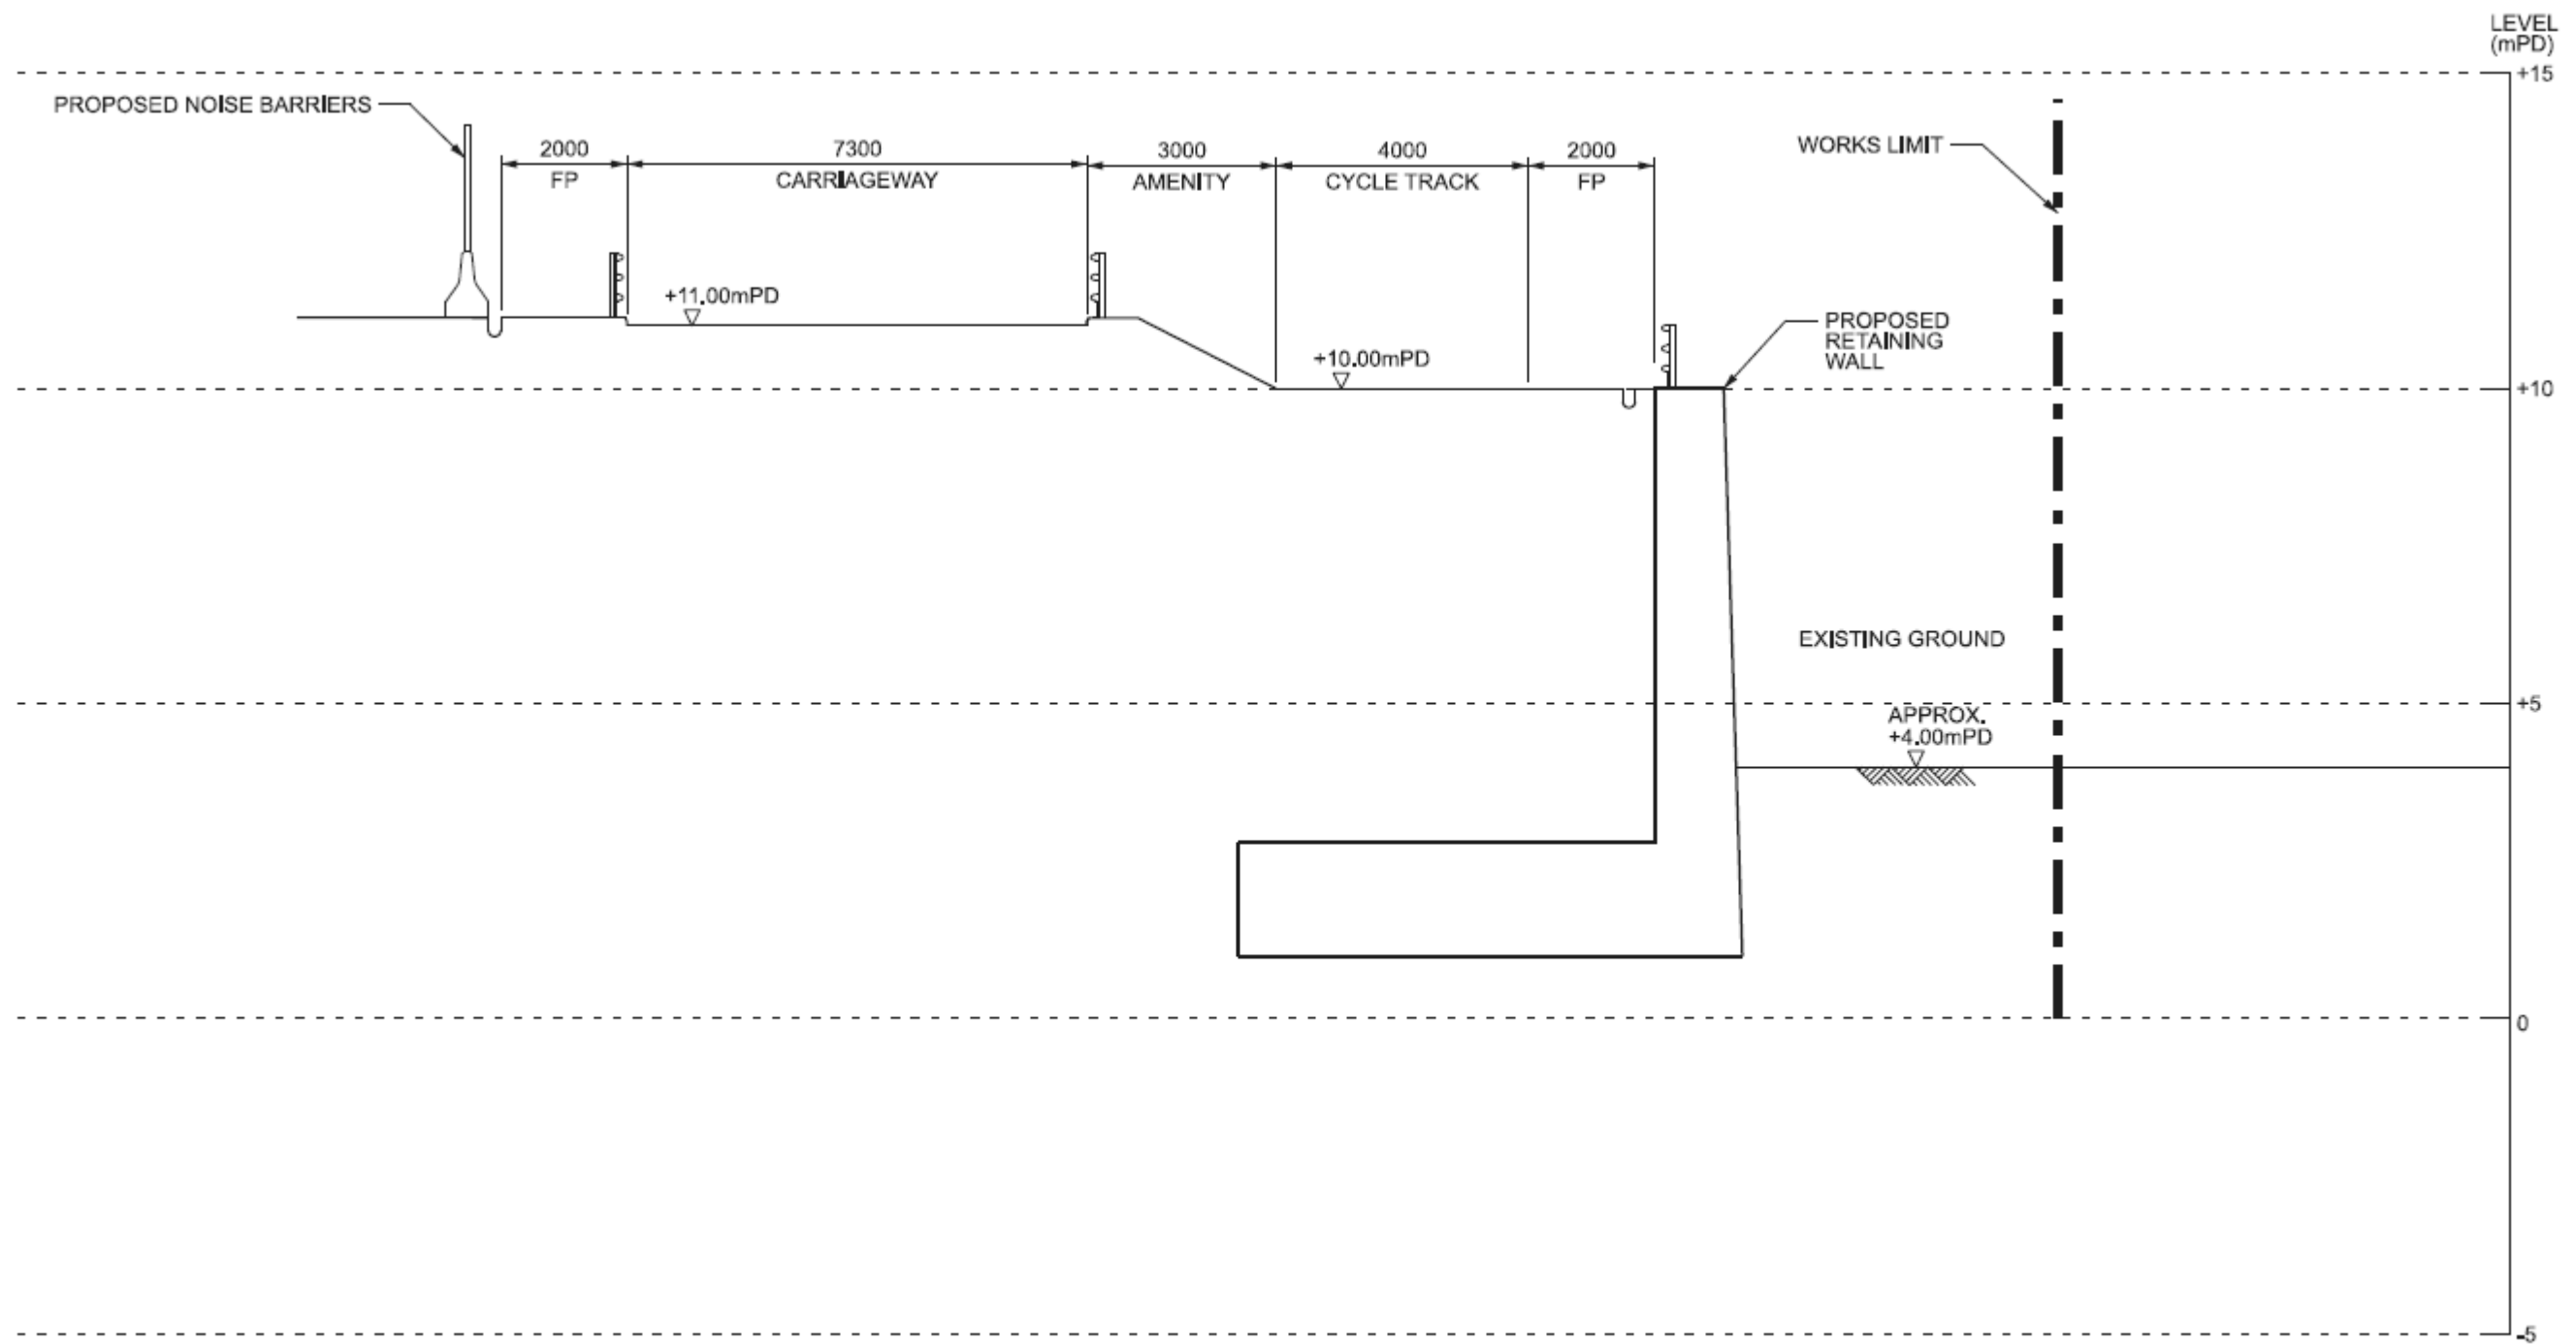 LEVEL
(mPD)
+15
PROPOSED NOISE BARRIERS
2000
FP
7300
CARRIAGEWAY
3000
AMENITY
4000
CYCLE TRACK
2000
FP
WORKS LIMIT
+11.00mPD
+10.00mPD
PROPOSED
RETAINING
WALL
+10
EXISTING GROUND
+5
APPROX.
+4.00mPD
0
-5